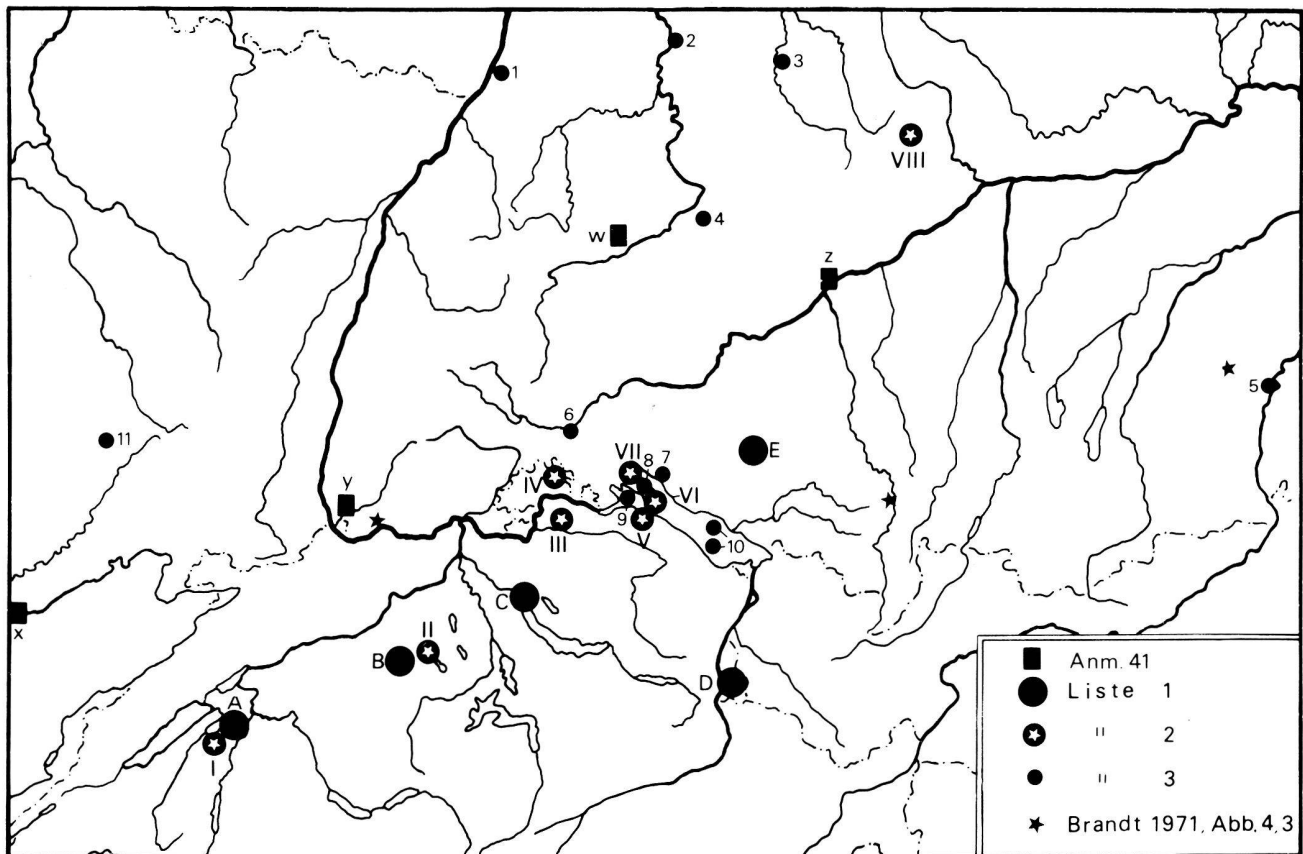 2
1
3
VIII
4
w
z
5
6
11
E
VII
8
7
IV
VI
y
9
V
III
10
C
x
II
B
D
A
I
Anm. 41
Liste 1
" 2
" 3
Brandt 1971, Abb. 4, 3